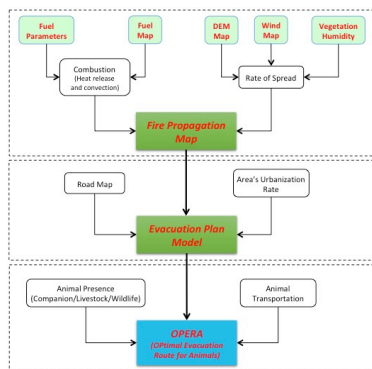 Fuel
Parameters
Fuel
Map
DEM
Map
Wind
Map
Vegetation
Humidity
Combustion
(Heat release
and convection)
Rate of Spread
Fire Propagation
Map
Road Map
Area's Urbanization
Rate
Evacuation Plan
Model
Animal Presence
(Companion/Livestock/Wildlife)
Animal
Transportation
OPERA
(OPtimal Evacuation
Route for Animals)